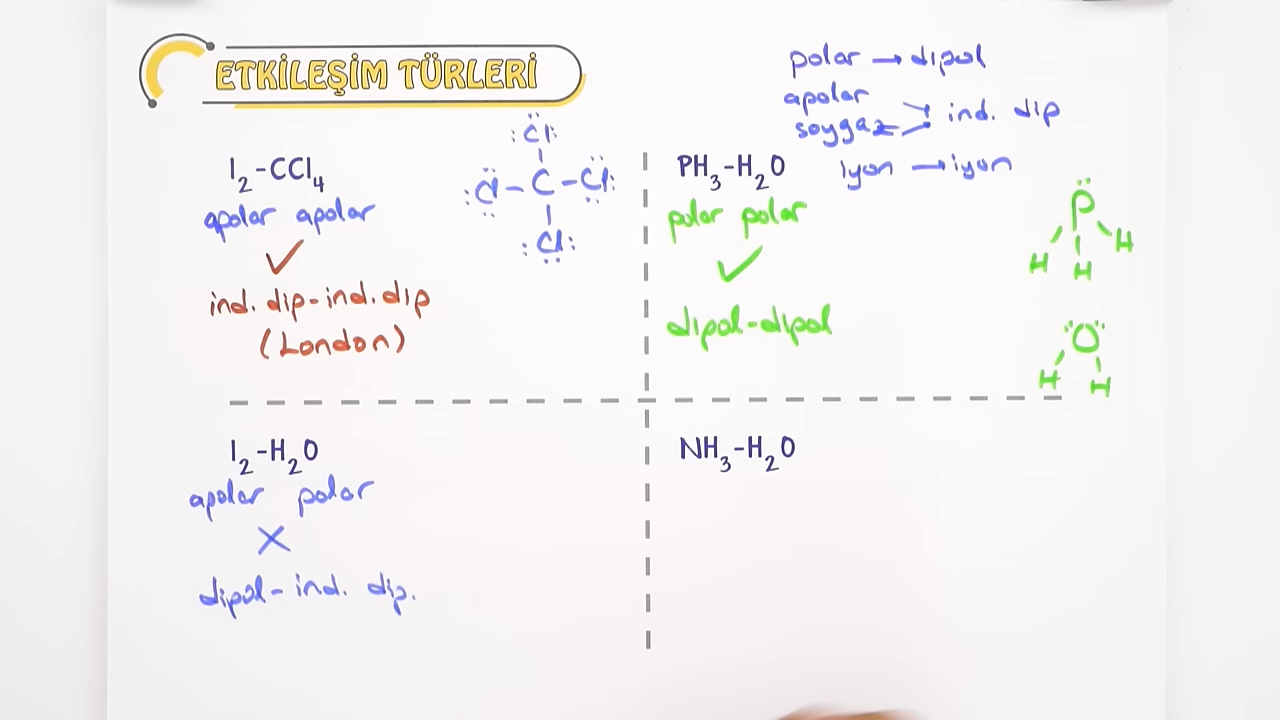 ETKİLEŞİM TÜRLERİ
polar → dipol
apolar
soygaz → ind. dip
iyon → iyon
I₂-CCl₄
apolar apolar
✓
ind. dip-ind. dip
(London)
:Cl:
:Cl-C-Cl:
:Cl:
PH₃-H₂O
polar polar
✓
dipol-dipol
P
H H H
O
H H
I₂-H₂O
apolar polar
X
dipol- ind. dip.
NH₃-H₂O